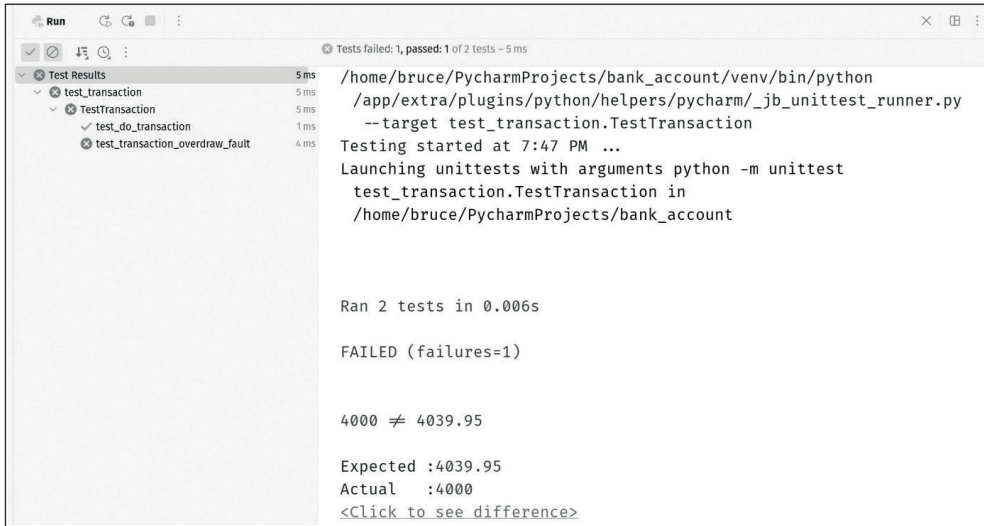 Run
Tests failed: 1, passed: 1 of 2 tests – 5 ms
Test Results 5 ms
test_transaction 5 ms
TestTransaction 5 ms
test_do_transaction 1 ms
test_transaction_overdraw_fault 4 ms
/home/bruce/PycharmProjects/bank_account/venv/bin/python
/app/extra/plugins/python/helpers/pycharm/_jb_unittest_runner.py
--target test_transaction.TestTransaction
Testing started at 7:47 PM ...
Launching unittests with arguments python -m unittest
test_transaction.TestTransaction in
/home/bruce/PycharmProjects/bank_account
Ran 2 tests in 0.006s
FAILED (failures=1)
4000 ≠ 4039.95
Expected :4039.95
Actual :4000
<Click to see difference>